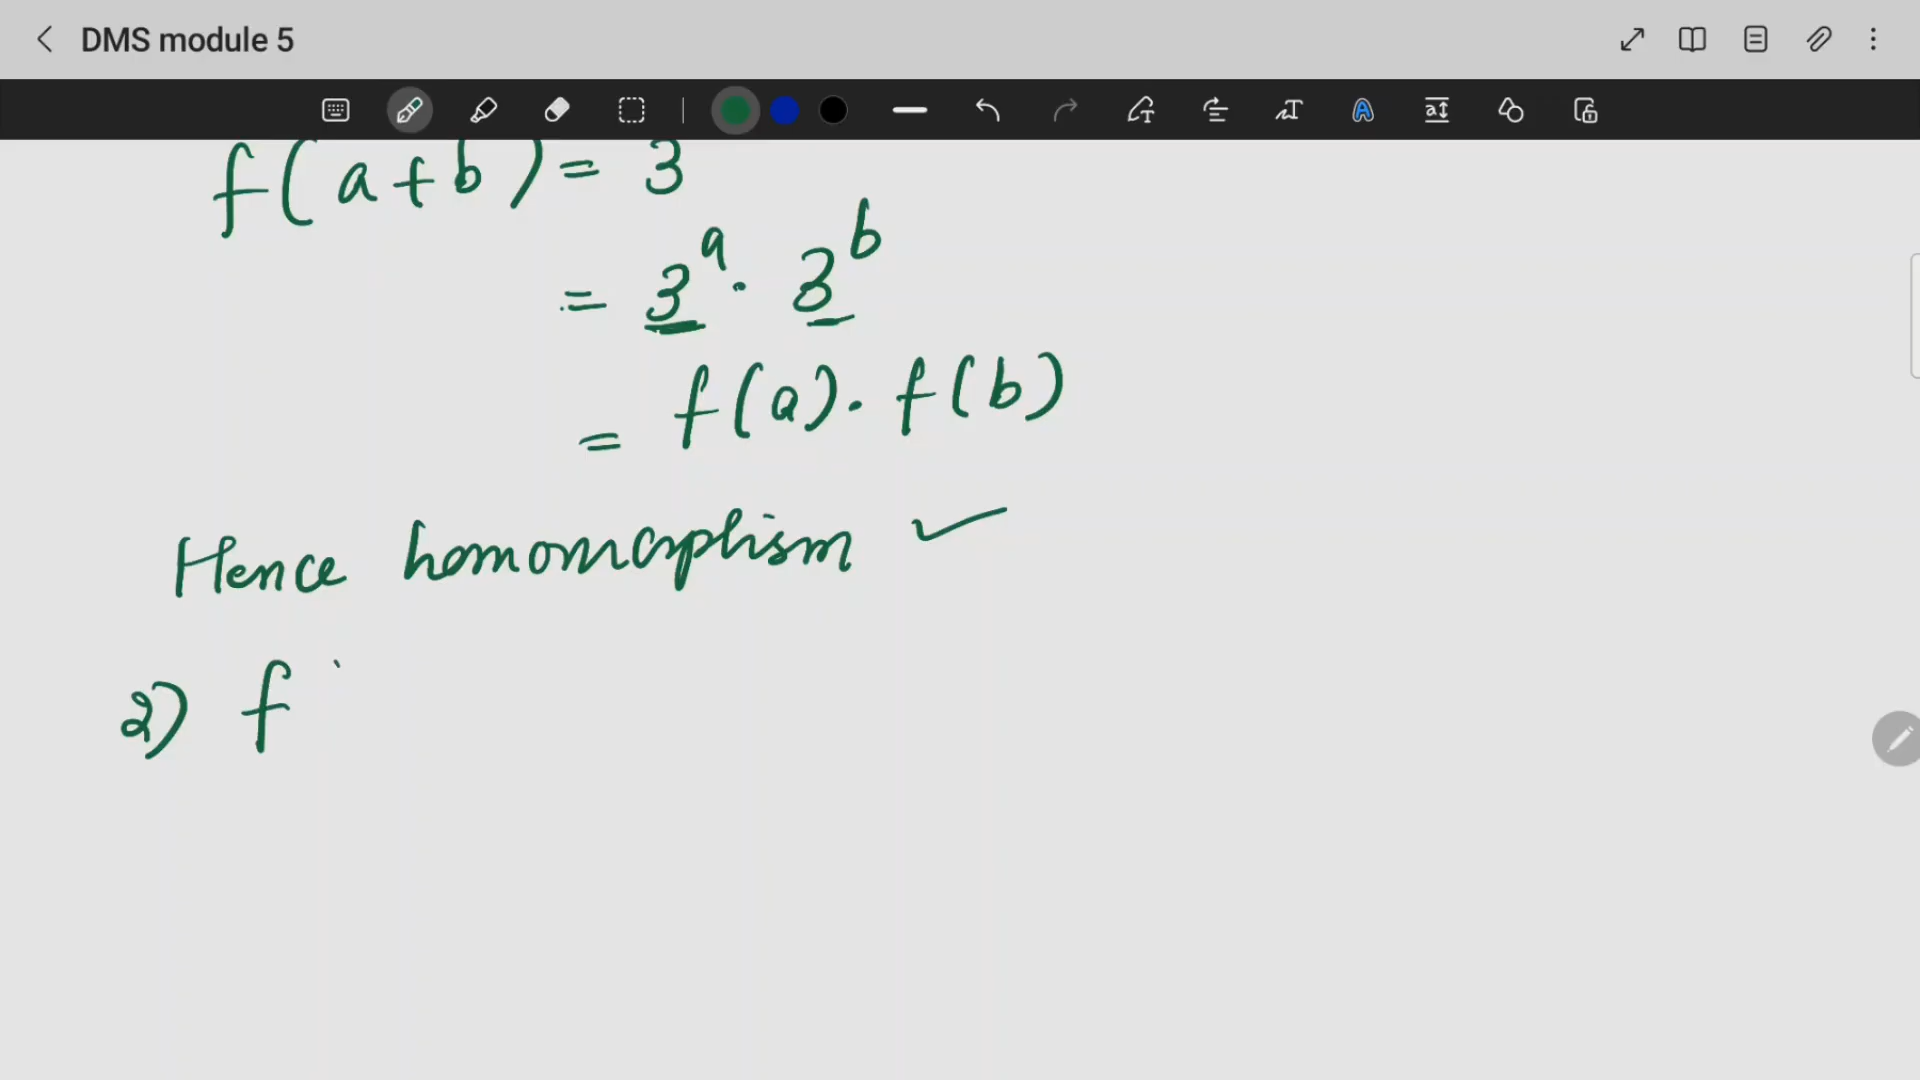 DMS module 5
f(a+b) = 3
= 3^a . 3^b
= f(a) . f(b)
Hence homomorphism ✓
2) f